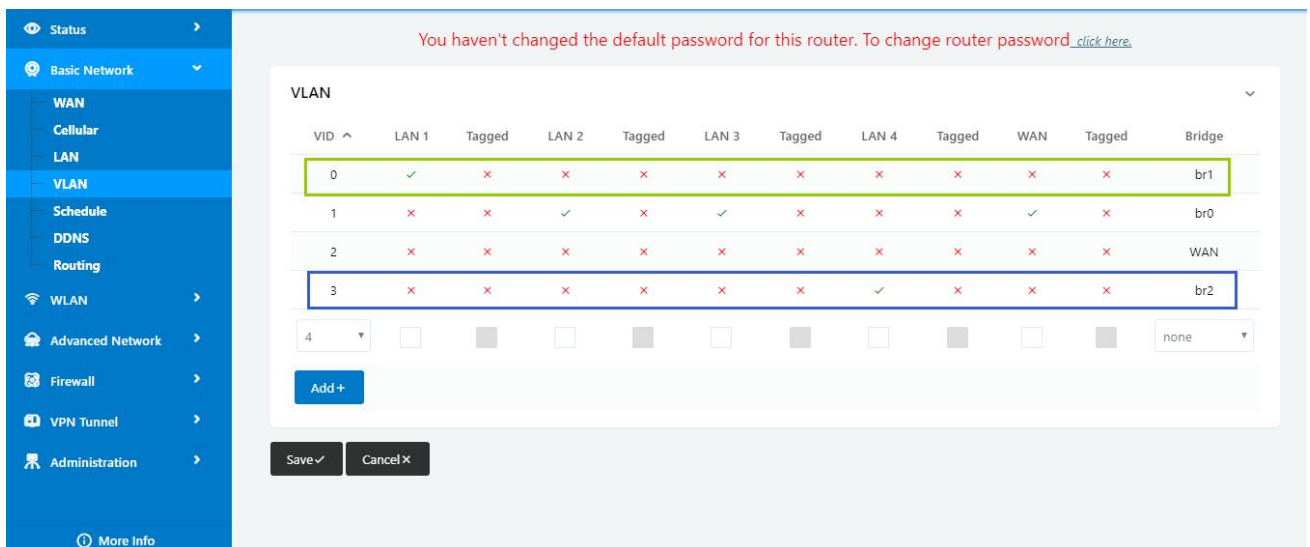 Status
You haven't changed the default password for this router. To change router password click here.
Basic Network
WAN
Cellular
LAN
VLAN
Schedule
DDNS
Routing
WLAN
Advanced Network
Firewall
VPN Tunnel
Administration
More Info
VLAN
VID LAN 1 Tagged LAN 2 Tagged LAN 3 Tagged LAN 4 Tagged WAN Tagged Bridge
0 ✓ × × × × × × × × × br1
1 × × ✓ × ✓ × × × ✓ × br0
2 × × × × × × × × × × WAN
3 × × × × × × ✓ × × × br2
4 none
Add +
Save ✓ Cancel ×